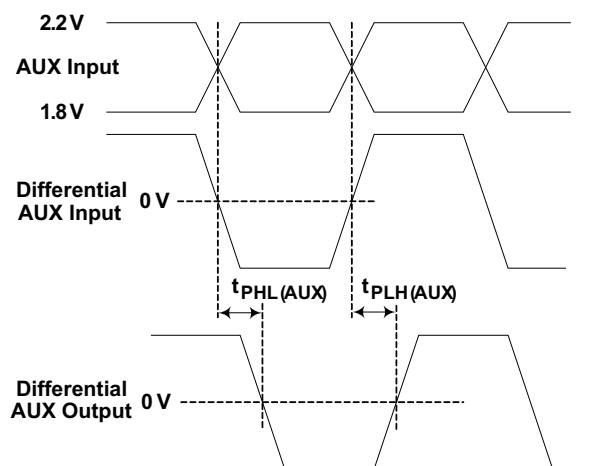 2.2 V
AUX Input
1.8 V
Differential
AUX Input
0 V
tPHL(AUX)
tPLH(AUX)
Differential
AUX Output
0 V